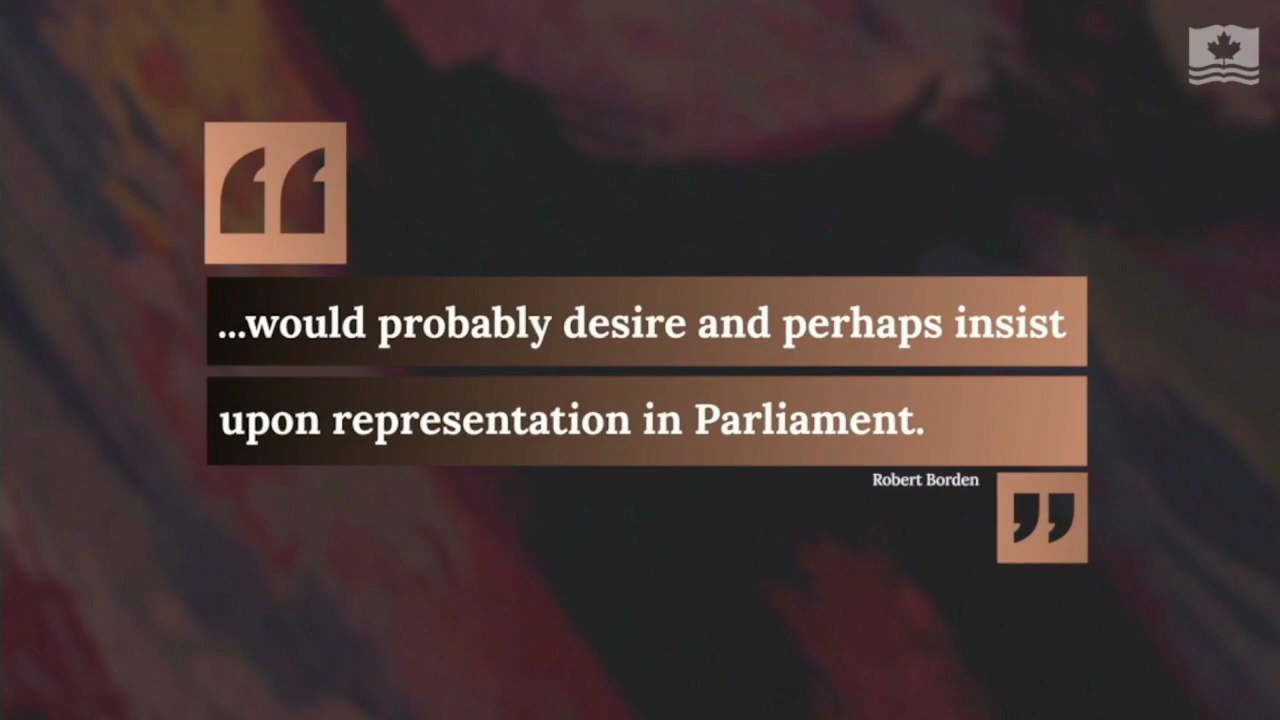 “
...would probably desire and perhaps insist
upon representation in Parliament.
Robert Borden
”